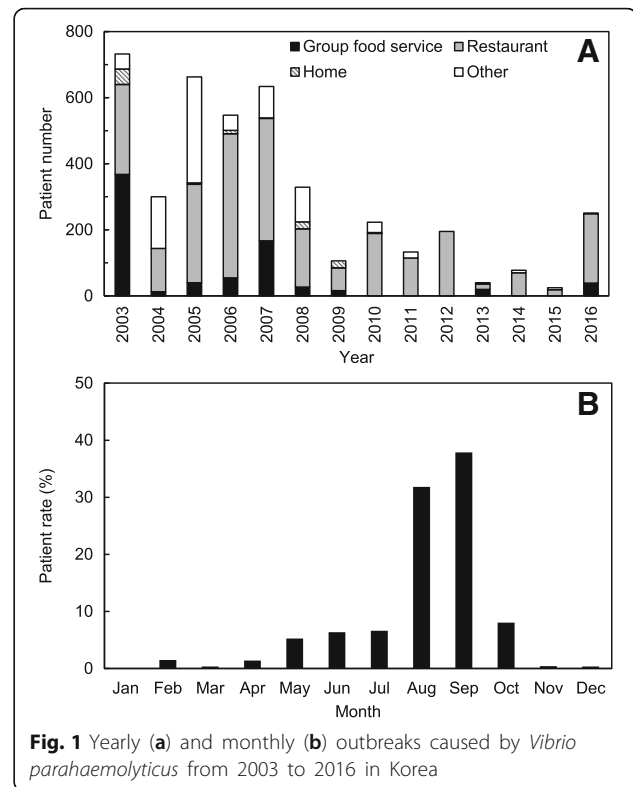 A
Group food service Restaurant
Home Other
800
600
400
200
0
Patient number
2003 2004 2005 2006 2007 2008 2009 2010 2011 2012 2013 2014 2015 2016
Year
B
50
40
30
20
10
0
Patient rate (%)
Jan Feb Mar Apr May Jun Jul Aug Sep Oct Nov Dec
Month
Fig. 1 Yearly (a) and monthly (b) outbreaks caused by Vibrio
parahaemolyticus from 2003 to 2016 in Korea